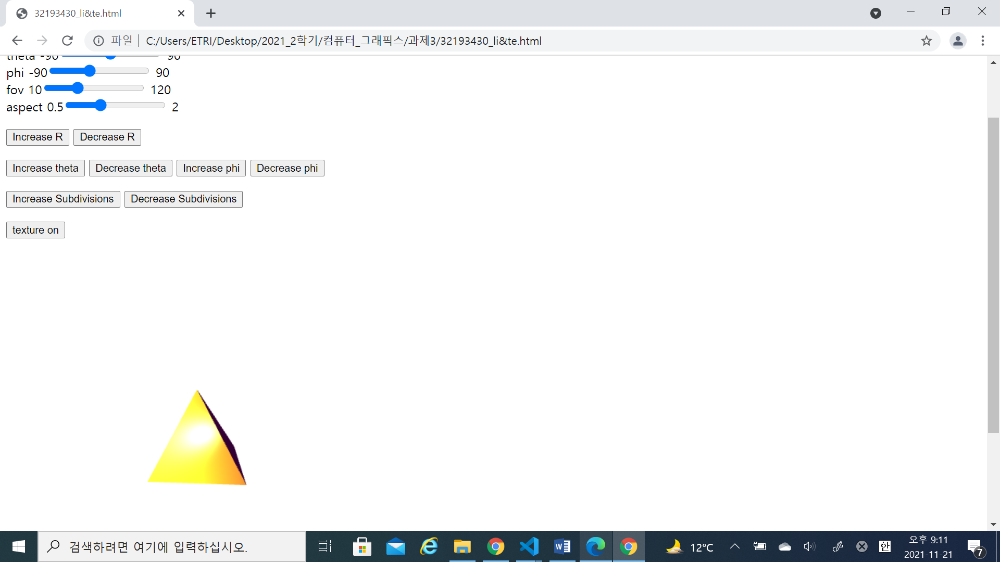 32193430_li&te.html
파일 C:/Users/ETRI/Desktop/2021_2학기/컴퓨터_그래픽스/과제3/32193430_li&te.html
theta -90 90
phi -90 90
fov 10 120
aspect 0.5 2
Increase R Decrease R
Increase theta Decrease theta Increase phi Decrease phi
Increase Subdivisions Decrease Subdivisions
texture on
검색하려면 여기에 입력하십시오.
12°C
한
오후 9:11
2021-11-21
7